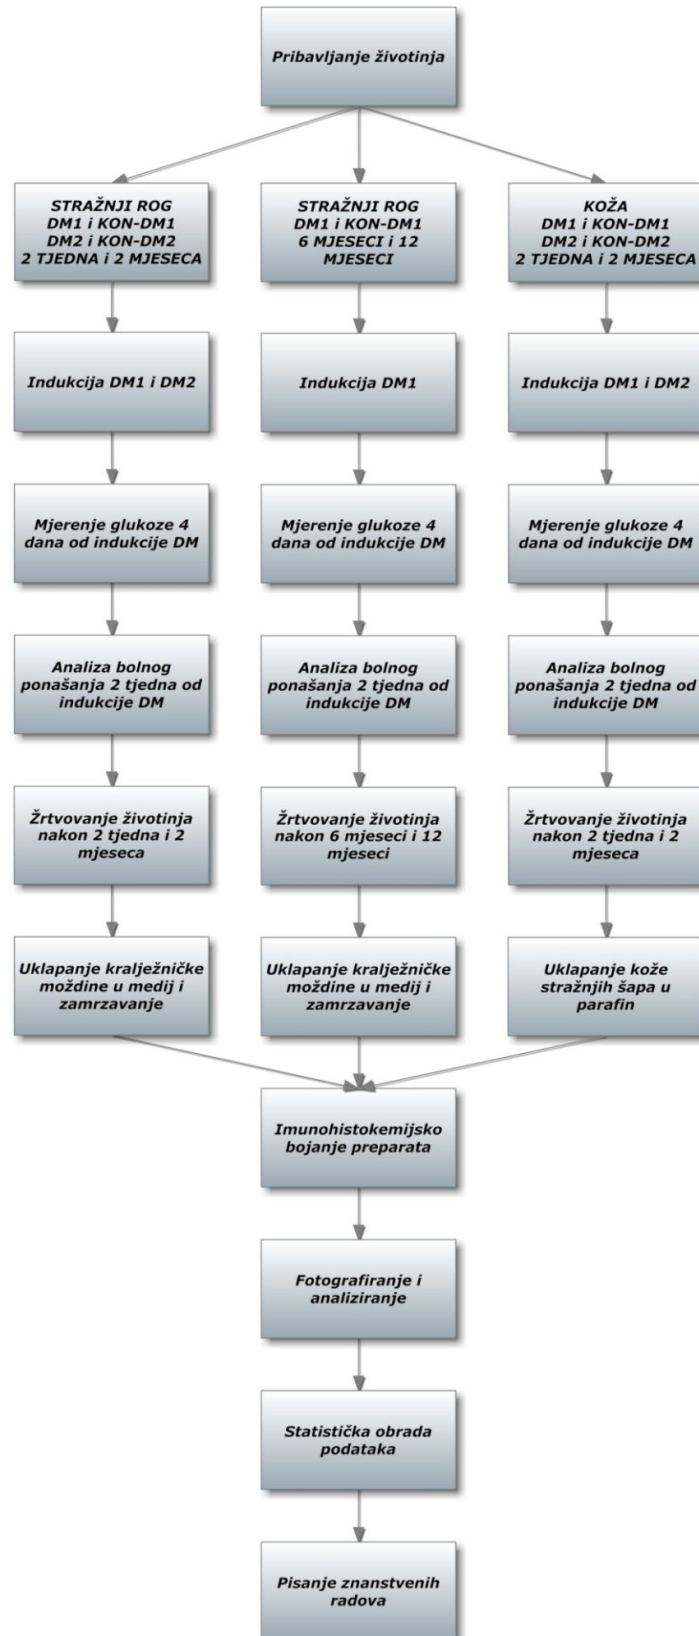 Pribavljanje životinja
STRAŽNJI ROG
DM1 i KON-DM1
DM2 i KON-DM2
2 TJEDNA i 2 MJESECA
STRAŽNJI ROG
DM1 i KON-DM1
6 MJESECI i 12
MJESECI
KOŽA
DM1 i KON-DM1
DM2 i KON-DM2
2 TJEDNA i 2 MJESECA
Indukcija DM1 i DM2
Indukcija DM1
Indukcija DM1 i DM2
Mjerenje glukoze 4
dana od indukcije DM
Mjerenje glukoze 4
dana od indukcije DM
Mjerenje glukoze 4
dana od indukcije DM
Analiza bolnog
ponašanja 2 tjedna od
indukcije DM
Analiza bolnog
ponašanja 2 tjedna od
indukcije DM
Analiza bolnog
ponašanja 2 tjedna od
indukcije DM
Žrtvovanje životinja
nakon 2 tjedna i 2
mjeseca
Žrtvovanje životinja
nakon 6 mjeseci i 12
mjeseci
Žrtvovanje životinja
nakon 2 tjedna i 2
mjeseca
Uklapanje kralježničke
moždine u medij i
zamrzavanje
Uklapanje kralježničke
moždine u medij i
zamrzavanje
Uklapanje kože
stražnjih šapa u
parafin
Imunohistokemijsko
bojanje preparata
Fotografiranje i
analiziranje
Statistička obrada
podataka
Pisanje znanstvenih
radova